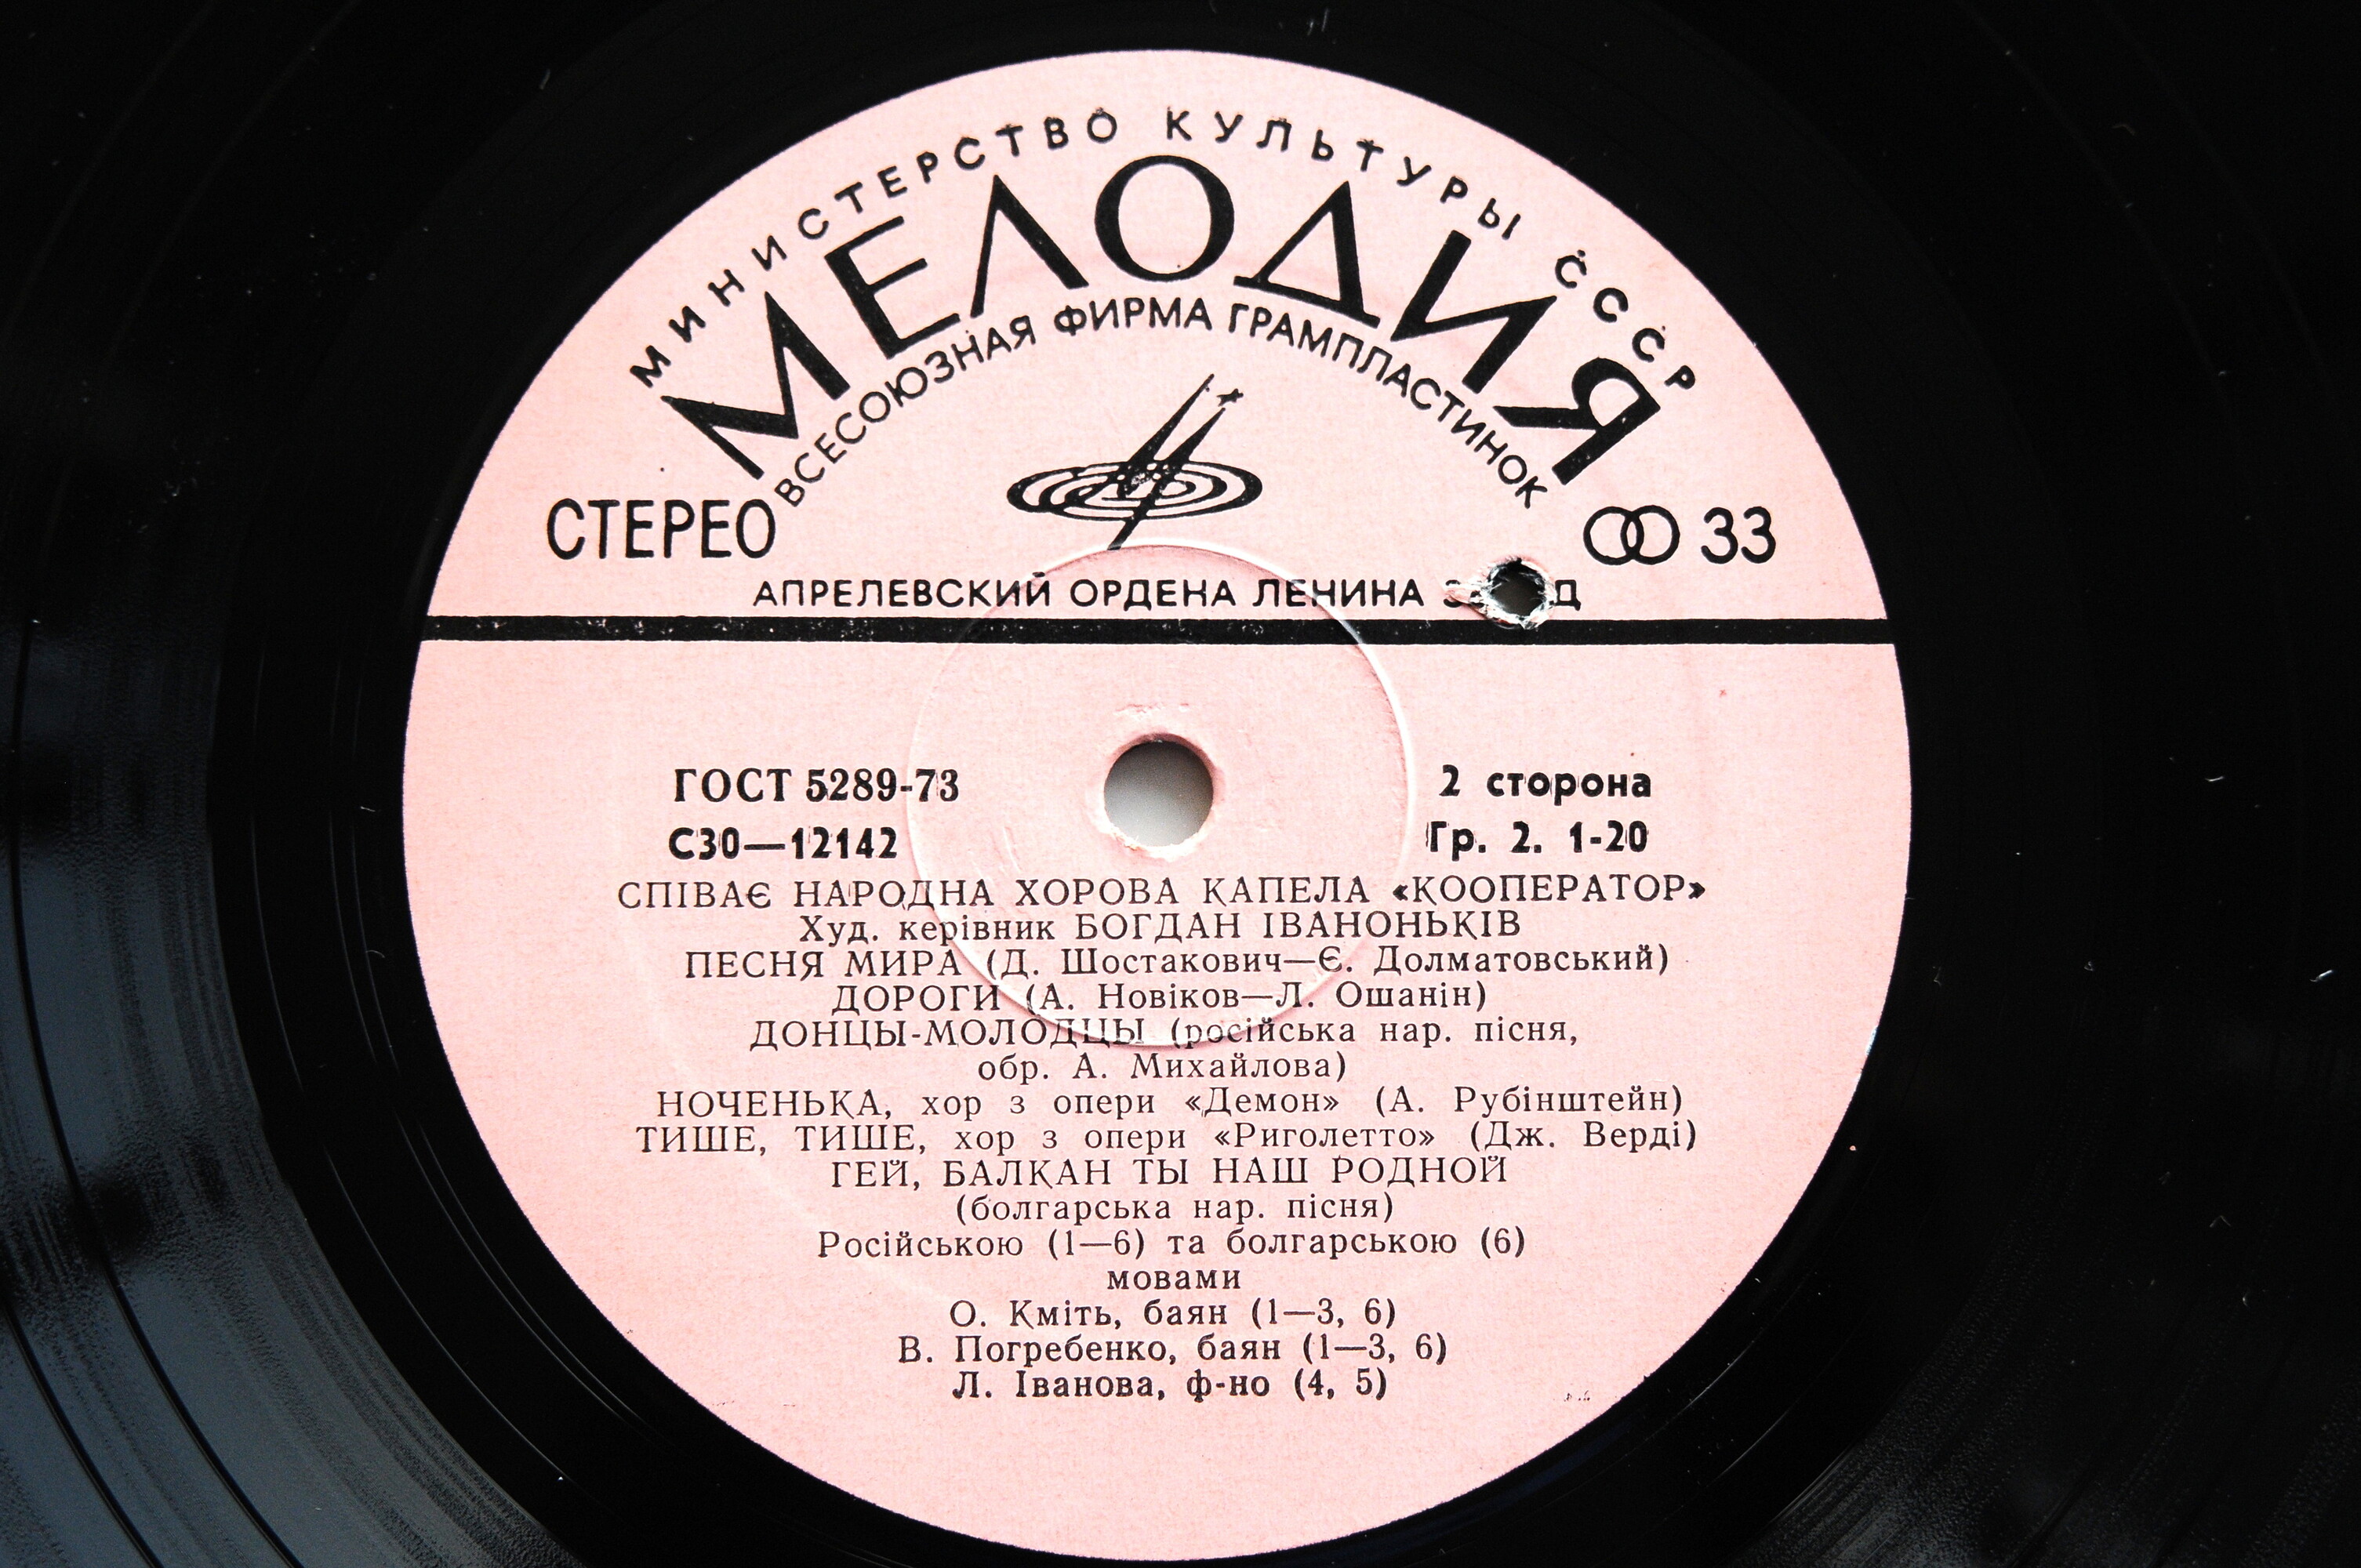 МИНИСТЕРСТВО КУЛЬТУРЫ СССР
МЕЛОДИЯ
ВСЕСОЮЗНАЯ ФИРМА ГРАМПЛАСТИНОК
СТЕРЕО 33
АПРЕЛЕВСКИЙ ОРДЕНА ЛЕНИНА
ГОСТ 5289-73 2 сторона
С30—12142 Гр. 2. 1-20
СПІВАЄ НАРОДНА ХОРОВА КАПЕЛА «КООПЕРАТОР»
Худ. керівник БОГДАН ІВАНОНЬКІВ
ПЕСНЯ МИРА (Д. Шостакович—Є. Долматовський)
ДОРОГИ (А. Новіков—Л. Ошанін)
ДОНЦЫ-МОЛОДЦЫ (російська нар. пісня,
обр. А. Михайлова)
НОЧЕНЬКА, хор з опери «Демон» (А. Рубінштейн)
ТИШЕ, ТИШЕ, хор з опери «Риголетто» (Дж. Верді)
ГЕЙ, БАЛКАН ТЫ НАШ РОДНОЙ
(болгарська нар. пісня)
Російською (1—6) та болгарською (6)
мовами
О. Кміть, баян (1—3, 6)
В. Погребенко, баян (1—3, 6)
Л. Іванова, ф-но (4, 5)